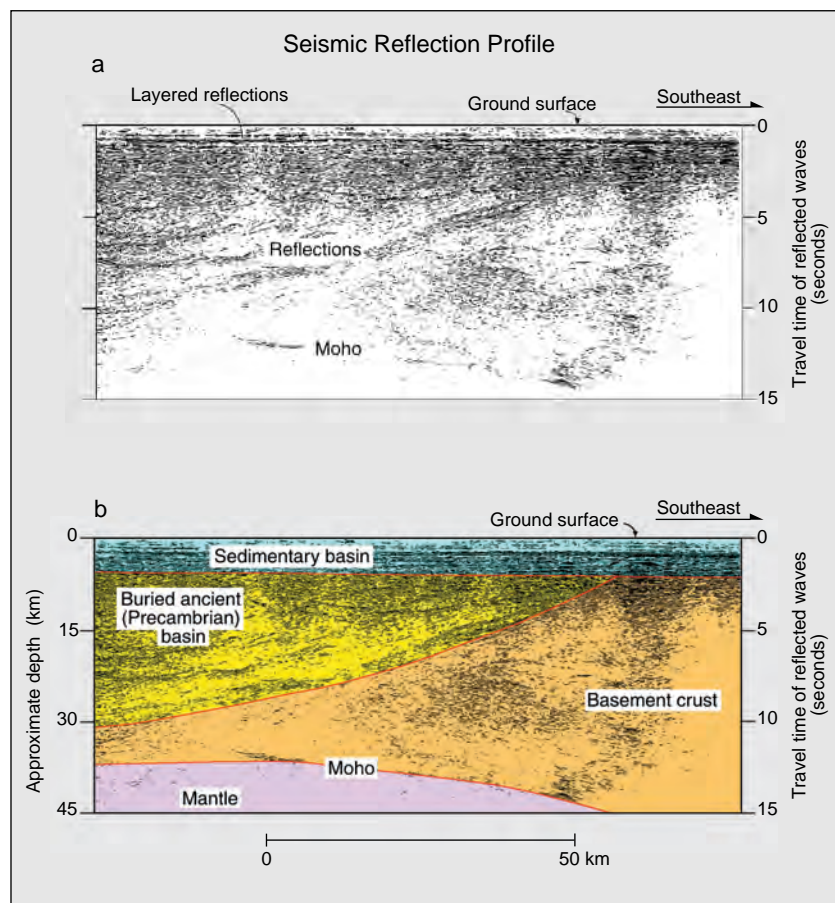 Seismic Reflection Profile
a
Layered reflections
Ground surface
Southeast
0
5
10
15
Travel time of reflected waves
(seconds)
Reflections
Moho
b
Ground surface
Southeast
0
15
30
45
Approximate depth (km)
Sedimentary basin
Buried ancient
(Precambrian)
basin
Basement crust
Moho
Mantle
0
5
10
15
Travel time of reflected waves
(seconds)
0
50 km